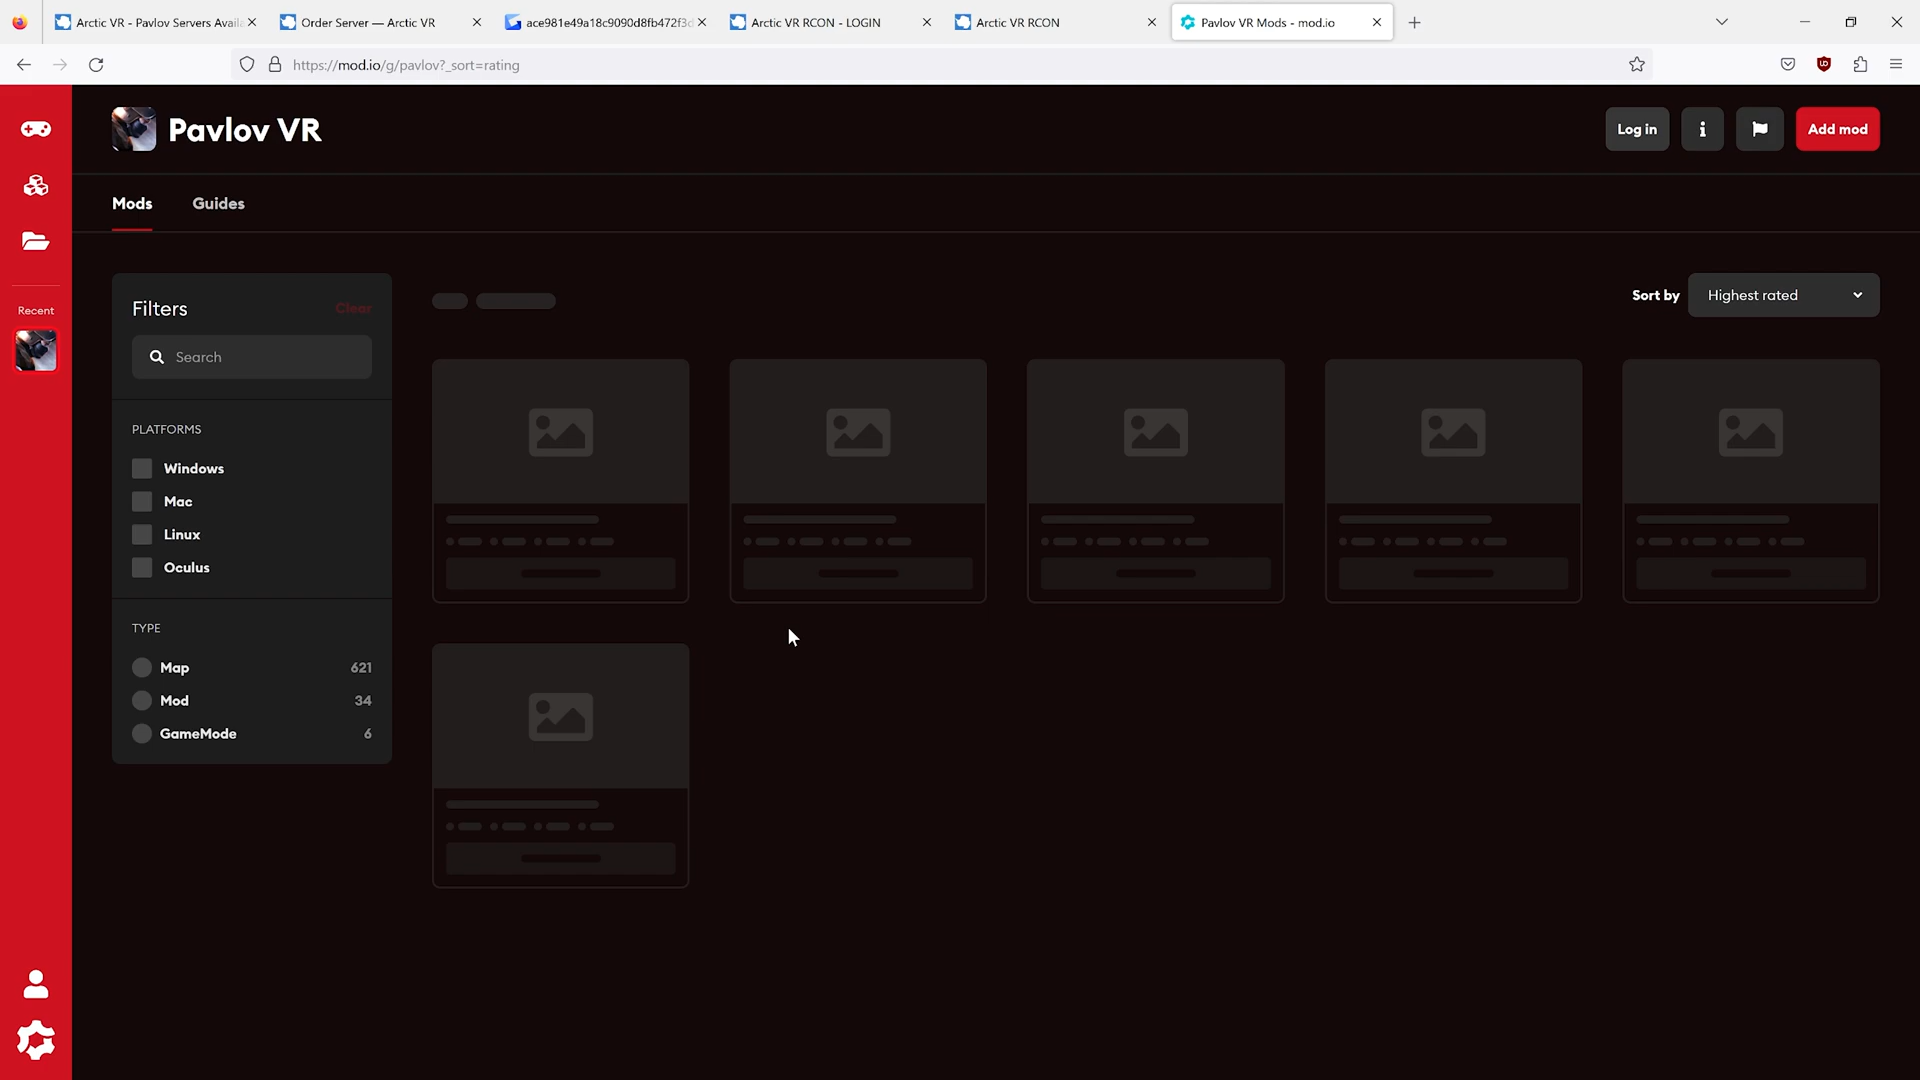 Arctic VR - Pavlov Servers Avail
Order Server — Arctic VR
ace981e49a18c9090d8fb472f3d
Arctic VR RCON - LOGIN
Arctic VR RCON
Pavlov VR Mods - mod.io
https://mod.io/g/pavlov?_sort=rating
Pavlov VR
Log in
Add mod
Mods
Guides
Recent
Filters
Clear
Search
Sort by
Highest rated
PLATFORMS
Windows
Mac
Linux
Oculus
TYPE
Map 621
Mod 34
GameMode 6